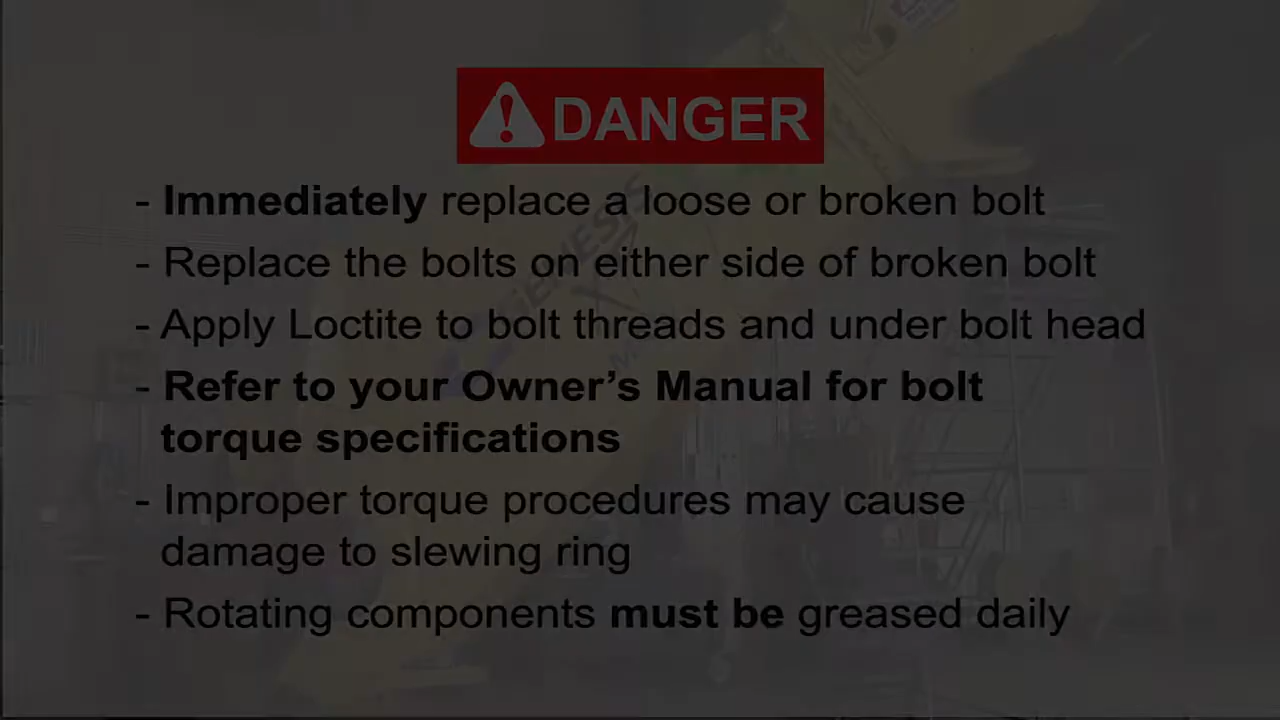 DANGER
- Immediately replace a loose or broken bolt
- Replace the bolts on either side of broken bolt
- Apply Loctite to bolt threads and under bolt head
- Refer to your Owner’s Manual for bolt
torque specifications
- Improper torque procedures may cause
damage to slewing ring
- Rotating components must be greased daily
GENESIS